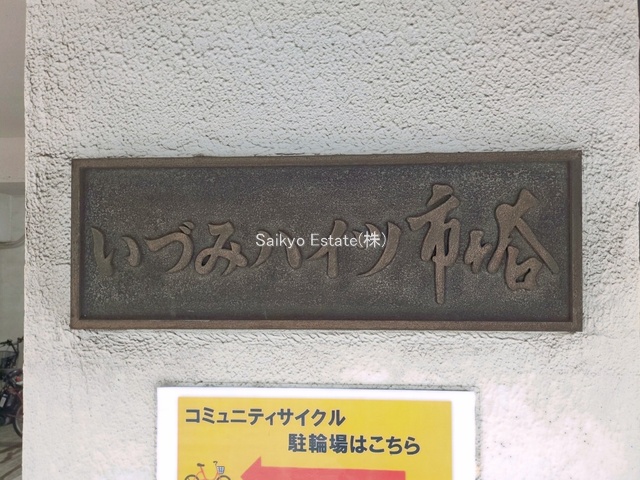 いづみハイツ市ヶ谷
Saikyo Estate(株)
コミュニティサイクル
駐輪場はこちら